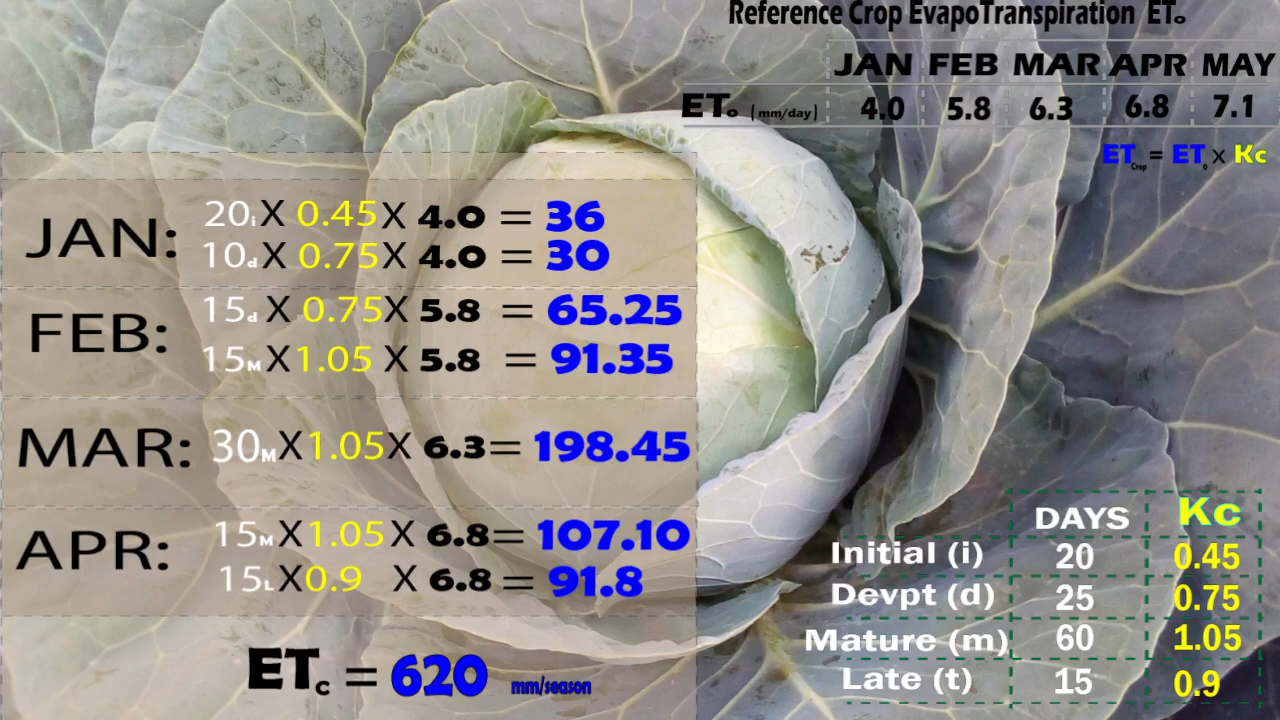 Reference Crop EvapoTranspiration ETo
JAN FEB MAR APR MAY
ETo (mm/day) 4.0 5.8 6.3 6.8 7.1
ETCrop = ETo x Kc
JAN: 20i X 0.45 X 4.0 = 36
10d X 0.75 X 4.0 = 30
FEB: 15d X 0.75 X 5.8 = 65.25
15M X 1.05 X 5.8 = 91.35
MAR: 30M X 1.05 X 6.3 = 198.45
APR: 15M X 1.05 X 6.8 = 107.10
15L X 0.9 X 6.8 = 91.8
ETc = 620 mm/season
DAYS Kc
Initial (i) 20 0.45
Devpt (d) 25 0.75
Mature (m) 60 1.05
Late (t) 15 0.9